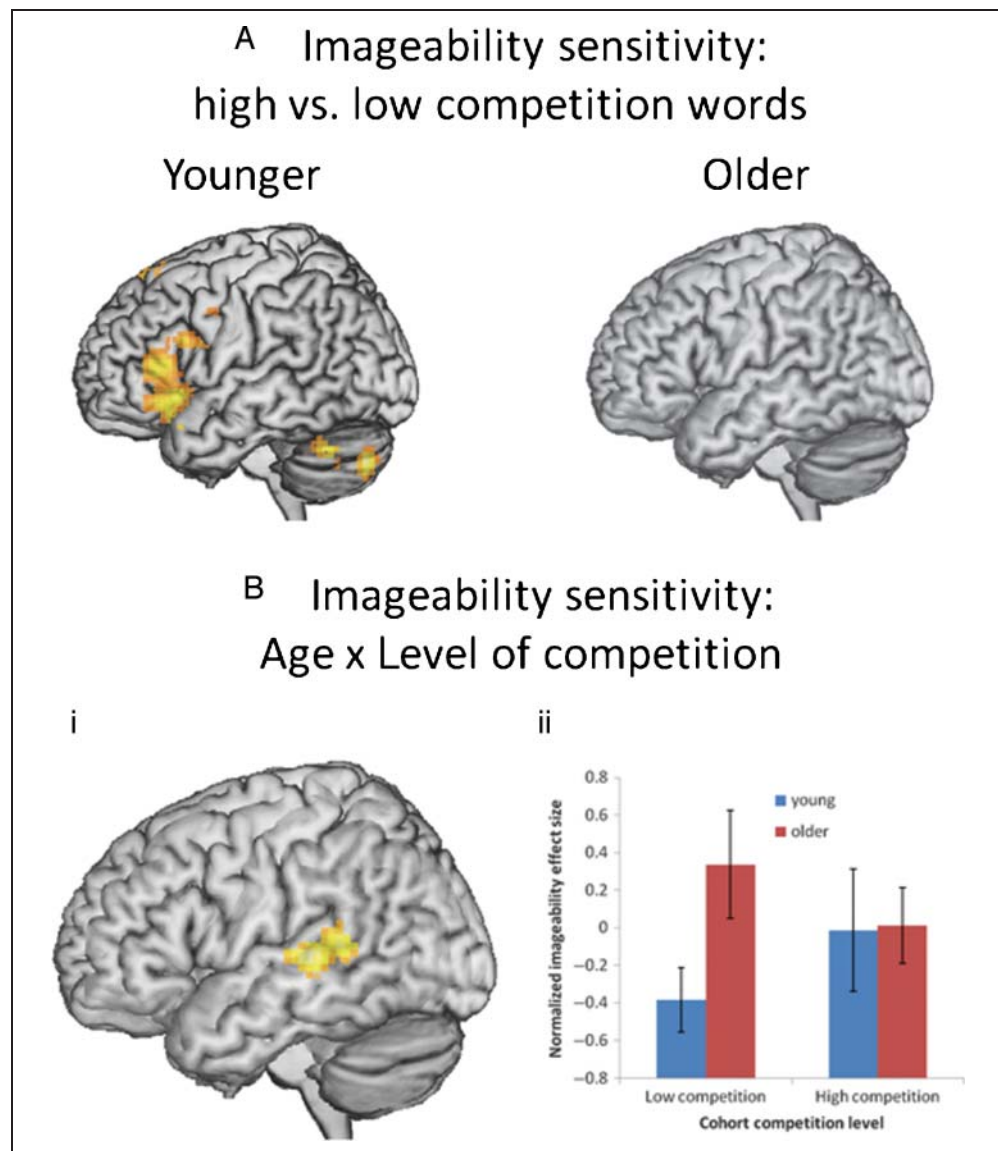 A Imageability sensitivity:
high vs. low competition words
Younger
Older
B Imageability sensitivity:
Age x Level of competition
i
ii
Normalized imageability effect size
0.8
0.6
0.4
0.2
0
−0.2
−0.4
−0.6
−0.8
young
older
Low competition
High competition
Cohort competition level